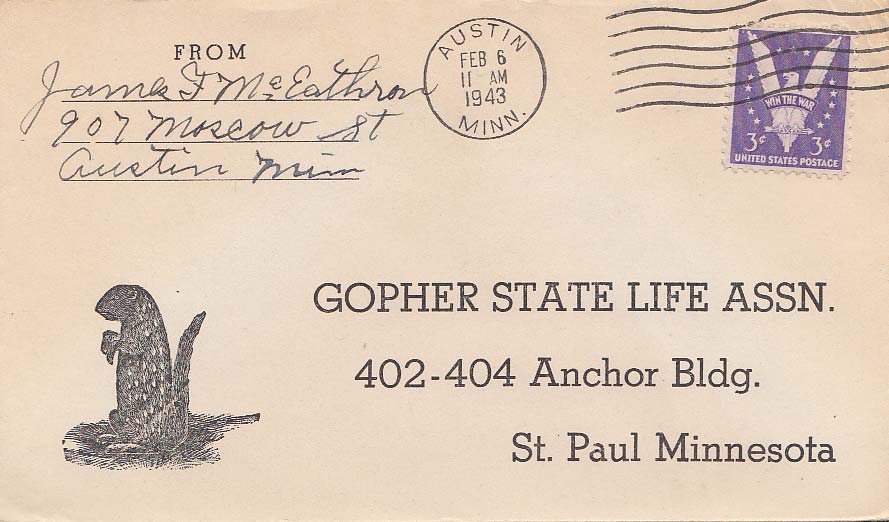 FROM
James F McEathron
907 Moscow St
Austin Minn
AUSTIN
FEB 6
11 AM
1943
MINN.
WIN THE WAR
3¢ 3¢
UNITED STATES POSTAGE
GOPHER STATE LIFE ASSN.
402-404 Anchor Bldg.
St. Paul Minnesota